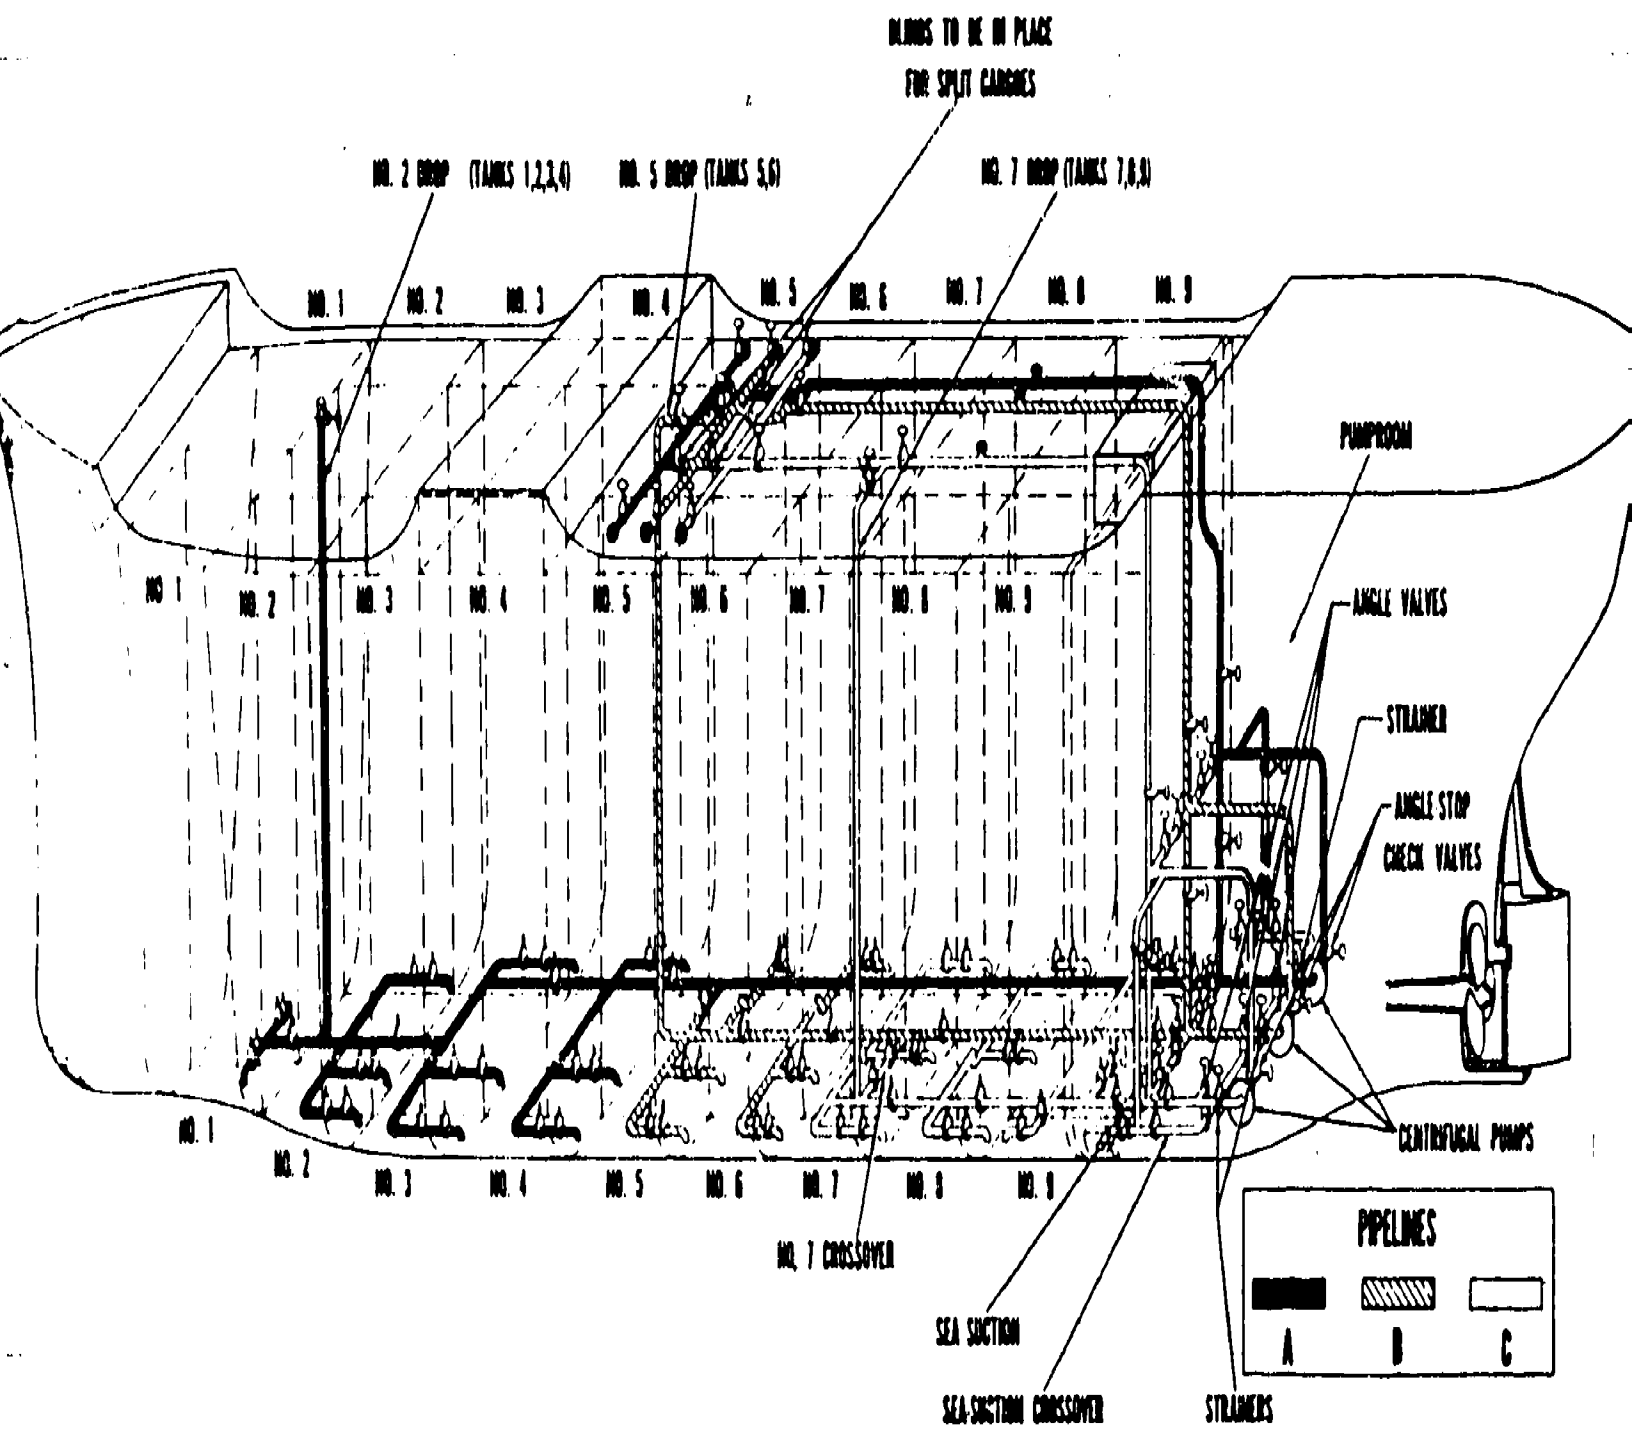 BLINDS TO BE IN PLACE
FOR SPLIT CARGOES
NO. 2 DROP (TANKS 1,2,3,4)
NO. 5 DROP (TANKS 5,6)
NO. 7 DROP (TANKS 7,8,9)
NO. 1
NO. 2
NO. 3
NO. 4
NO. 5
NO. 6
NO. 7
NO. 8
NO. 9
PUMPROOM
NO 1
NO. 2
NO. 3
NO. 4
NO. 5
NO. 6
NO. 7
NO. 8
NO. 9
ANGLE VALVES
STRAINER
ANGLE-STOP
CHECK VALVES
CENTRIFUGAL PUMPS
NO. 1
NO. 2
NO. 3
NO. 4
NO. 5
NO. 6
NO. 7
NO. 8
NO. 9
NO. 7 CROSSOVER
SEA SUCTION
SEA-SUCTION CROSSOVER
STRAINERS
PIPELINES
A B C